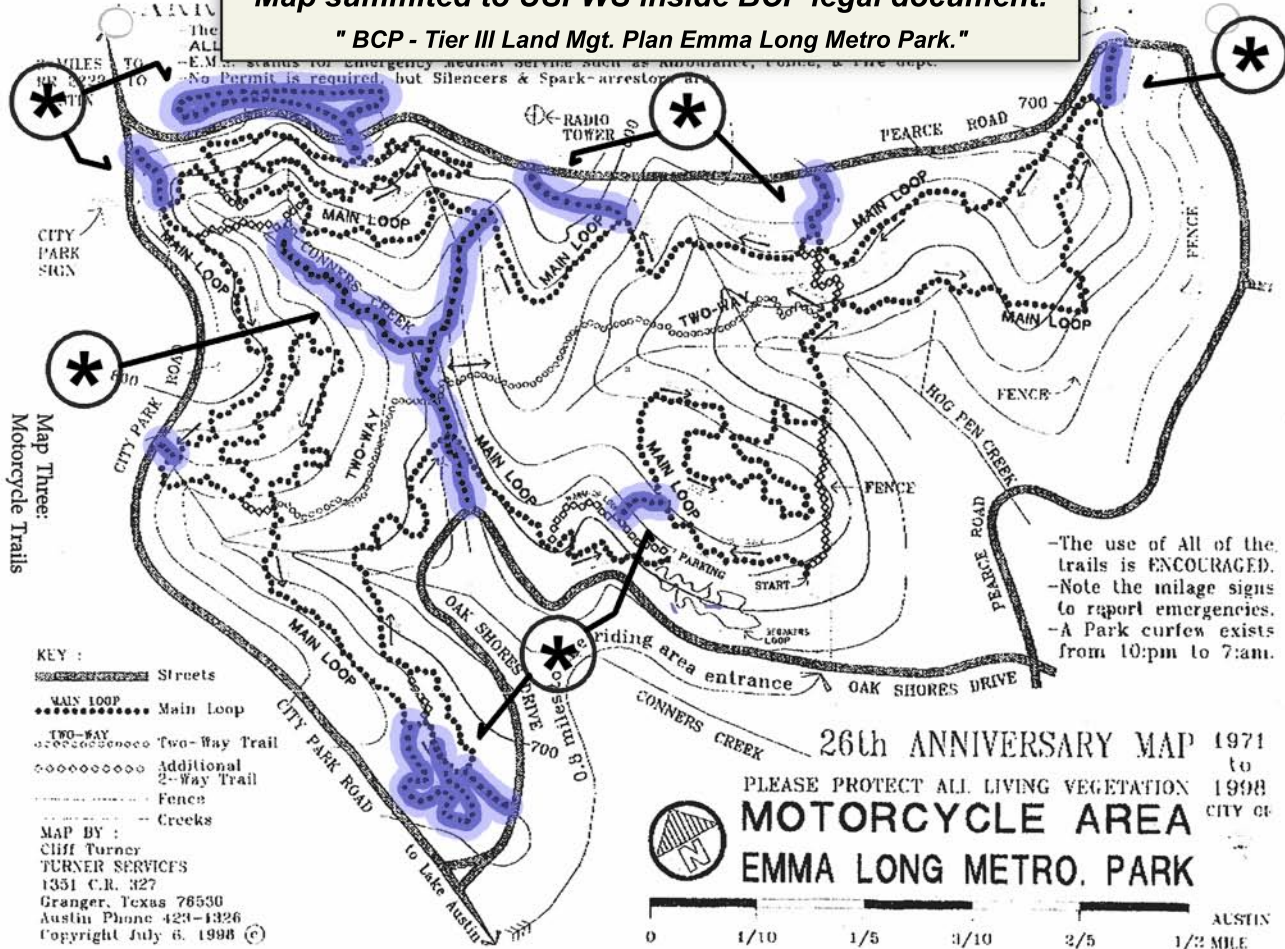 Map summited to USFWS inside BCP legal document.
" BCP - Tier III Land Mgt. Plan Emma Long Metro Park."
-The
ALL
-E.M.S. stands for Emergency Medical Service such as Ambulance, Police, & Fire dept.
-No Permit is required, but Silencers & Spark-arrestors are
MILES TO
TO
RADIO
TOWER
PEARCE ROAD
700
CITY
PARK
SIGN
MAIN LOOP
MAIN LOOP
MAIN LOOP
MAIN LOOP
MAIN LOOP
CONNERS CREEK
TWO-WAY
TWO-WAY
FENCE
FENCE
FENCE
HOG PEN CREEK
CITY PARK ROAD
MAIN LOOP
MAIN LOOP
PARKING
START
LOOP
PEARCE ROAD
-The use of All of the
trails is ENCOURAGED.
-Note the milage signs
to raport emergencies.
-A Park curfew exists
from 10:pm to 7:am.
Map Three:
Motorcycle Trails
MAIN LOOP
OAK SHORES DRIVE
700
0.8 miles
riding area entrance
OAK SHORES DRIVE
CONNERS CREEK
CITY PARK ROAD
to Lake Austin
KEY :
Streets
MAIN LOOP Main Loop
TWO-WAY Two-Way Trail
Additional
2-Way Trail
Fence
Creeks
MAP BY :
Cliff Turner
TURNER SERVICES
1351 C.R. 327
Granger, Texas 76530
Austin Phone 423-1326
Copyright July 6, 1998 ©
26th ANNIVERSARY MAP 1971
to
1998
PLEASE PROTECT ALL LIVING VEGETATION
CITY OF
MOTORCYCLE AREA
EMMA LONG METRO. PARK
N
AUSTIN
0 1/10 1/5 3/10 2/5 1/2 MILE